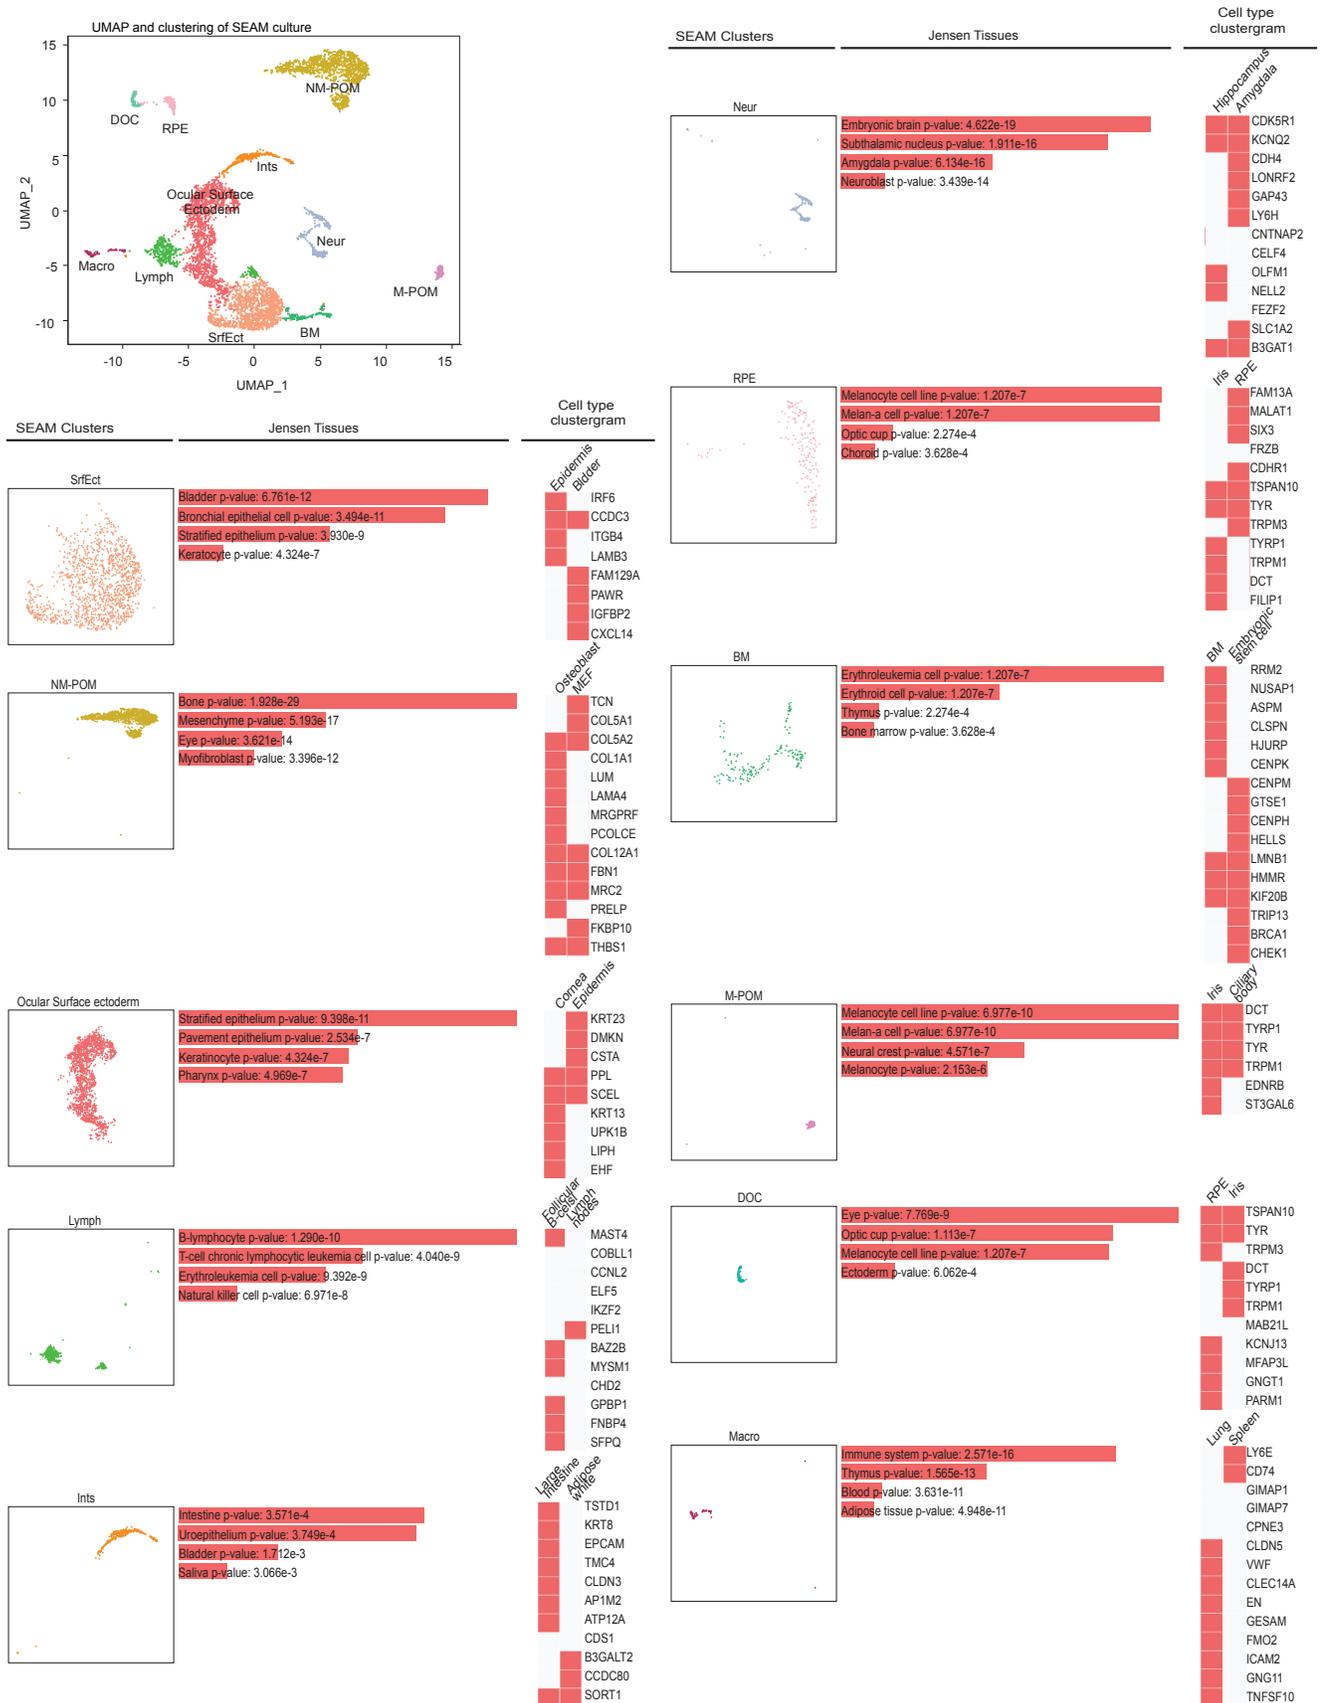 UMAP and clustering of SEAM culture
15
10
5
0
-5
-10
UMAP_2
-10
-5
0
5
10
15
UMAP_1
NM-POM
DOC
RPE
Ints
Ocular Surface
Ectoderm
Neur
Macro
Lymph
M-POM
SrfEct
BM
SEAM Clusters
Jensen Tissues
Cell type
clustergram
SrfEct
Bladder p-value: 6.761e-12
Bronchial epithelial cell p-value: 3.494e-11
Stratified epithelium p-value: 3.930e-9
Keratocyte p-value: 4.324e-7
Epidermis
Bldder
IRF6
CCDC3
ITGB4
LAMB3
FAM129A
PAWR
IGFBP2
CXCL14
NM-POM
Bone p-value: 1.928e-29
Mesenchyme p-value: 5.193e-17
Eye p-value: 3.621e-14
Myofibroblast p-value: 3.396e-12
Osteoblast
MEF
TCN
COL5A1
COL5A2
COL1A1
LUM
LAMA4
MRGPRF
PCOLCE
COL12A1
FBN1
MRC2
PRELP
FKBP10
THBS1
Ocular Surface ectoderm
Stratified epithelium p-value: 9.398e-11
Pavement epithelium p-value: 2.534e-7
Keratinocyte p-value: 4.324e-7
Pharynx p-value: 4.969e-7
Cornea
Epidermis
KRT23
DMKN
CSTA
PPL
SCEL
KRT13
UPK1B
LIPH
EHF
Lymph
B-lymphocyte p-value: 1.290e-10
T-cell chronic lymphocytic leukemia cell p-value: 4.040e-9
Erythroleukemia cell p-value: 9.392e-9
Natural killer cell p-value: 6.971e-8
Follicular
B-celsl
Lymph
nodes
MAST4
COBLL1
CCNL2
ELF5
IKZF2
PELI1
BAZ2B
MYSM1
CHD2
GPBP1
FNBP4
SFPQ
Ints
Intestine p-value: 3.571e-4
Uroepithelium p-value: 3.749e-4
Bladder p-value: 1.712e-3
Saliva p-value: 3.066e-3
Large
Intestine
Adipose
white
TSTD1
KRT8
EPCAM
TMC4
CLDN3
AP1M2
ATP12A
CDS1
B3GALT2
CCDC80
SORT1
SEAM Clusters
Jensen Tissues
Cell type
clustergram
Neur
Embryonic brain p-value: 4.622e-19
Subthalamic nucleus p-value: 1.911e-16
Amygdala p-value: 6.134e-16
Neuroblast p-value: 3.439e-14
Hippocampus
Amygdala
CDK5R1
KCNQ2
CDH4
LONRF2
GAP43
LY6H
CNTNAP2
CELF4
OLFM1
NELL2
FEZF2
SLC1A2
B3GAT1
RPE
Melanocyte cell line p-value: 1.207e-7
Melan-a cell p-value: 1.207e-7
Optic cup p-value: 2.274e-4
Choroid p-value: 3.628e-4
Iris
RPE
FAM13A
MALAT1
SIX3
FRZB
CDHR1
TSPAN10
TYR
TRPM3
TYRP1
TRPM1
DCT
FILIP1
BM
Erythroleukemia cell p-value: 1.207e-7
Erythroid cell p-value: 1.207e-7
Thymus p-value: 2.274e-4
Bone marrow p-value: 3.628e-4
BM
Embryonic
stem cell
RRM2
NUSAP1
ASPM
CLSPN
HJURP
CENPK
CENPM
GTSE1
CENPH
HELLS
LMNB1
HMMR
KIF20B
TRIP13
BRCA1
CHEK1
M-POM
Melanocyte cell line p-value: 6.977e-10
Melan-a cell p-value: 6.977e-10
Neural crest p-value: 4.571e-7
Melanocyte p-value: 2.153e-6
Iris
Ciliary
body
DCT
TYRP1
TYR
TRPM1
EDNRB
ST3GAL6
DOC
Eye p-value: 7.769e-9
Optic cup p-value: 1.113e-7
Melanocyte cell line p-value: 1.207e-7
Ectoderm p-value: 6.062e-4
RPE
Iris
TSPAN10
TYR
TRPM3
DCT
TYRP1
TRPM1
MAB21L
KCNJ13
MFAP3L
GNGT1
PARM1
Macro
Immune system p-value: 2.571e-16
Thymus p-value: 1.565e-13
Blood p-value: 3.631e-11
Adipose tissue p-value: 4.948e-11
Lung
Spleen
LY6E
CD74
GIMAP1
GIMAP7
CPNE3
CLDN5
VWF
CLEC14A
EN
GESAM
FMO2
ICAM2
GNG11
TNFSF10